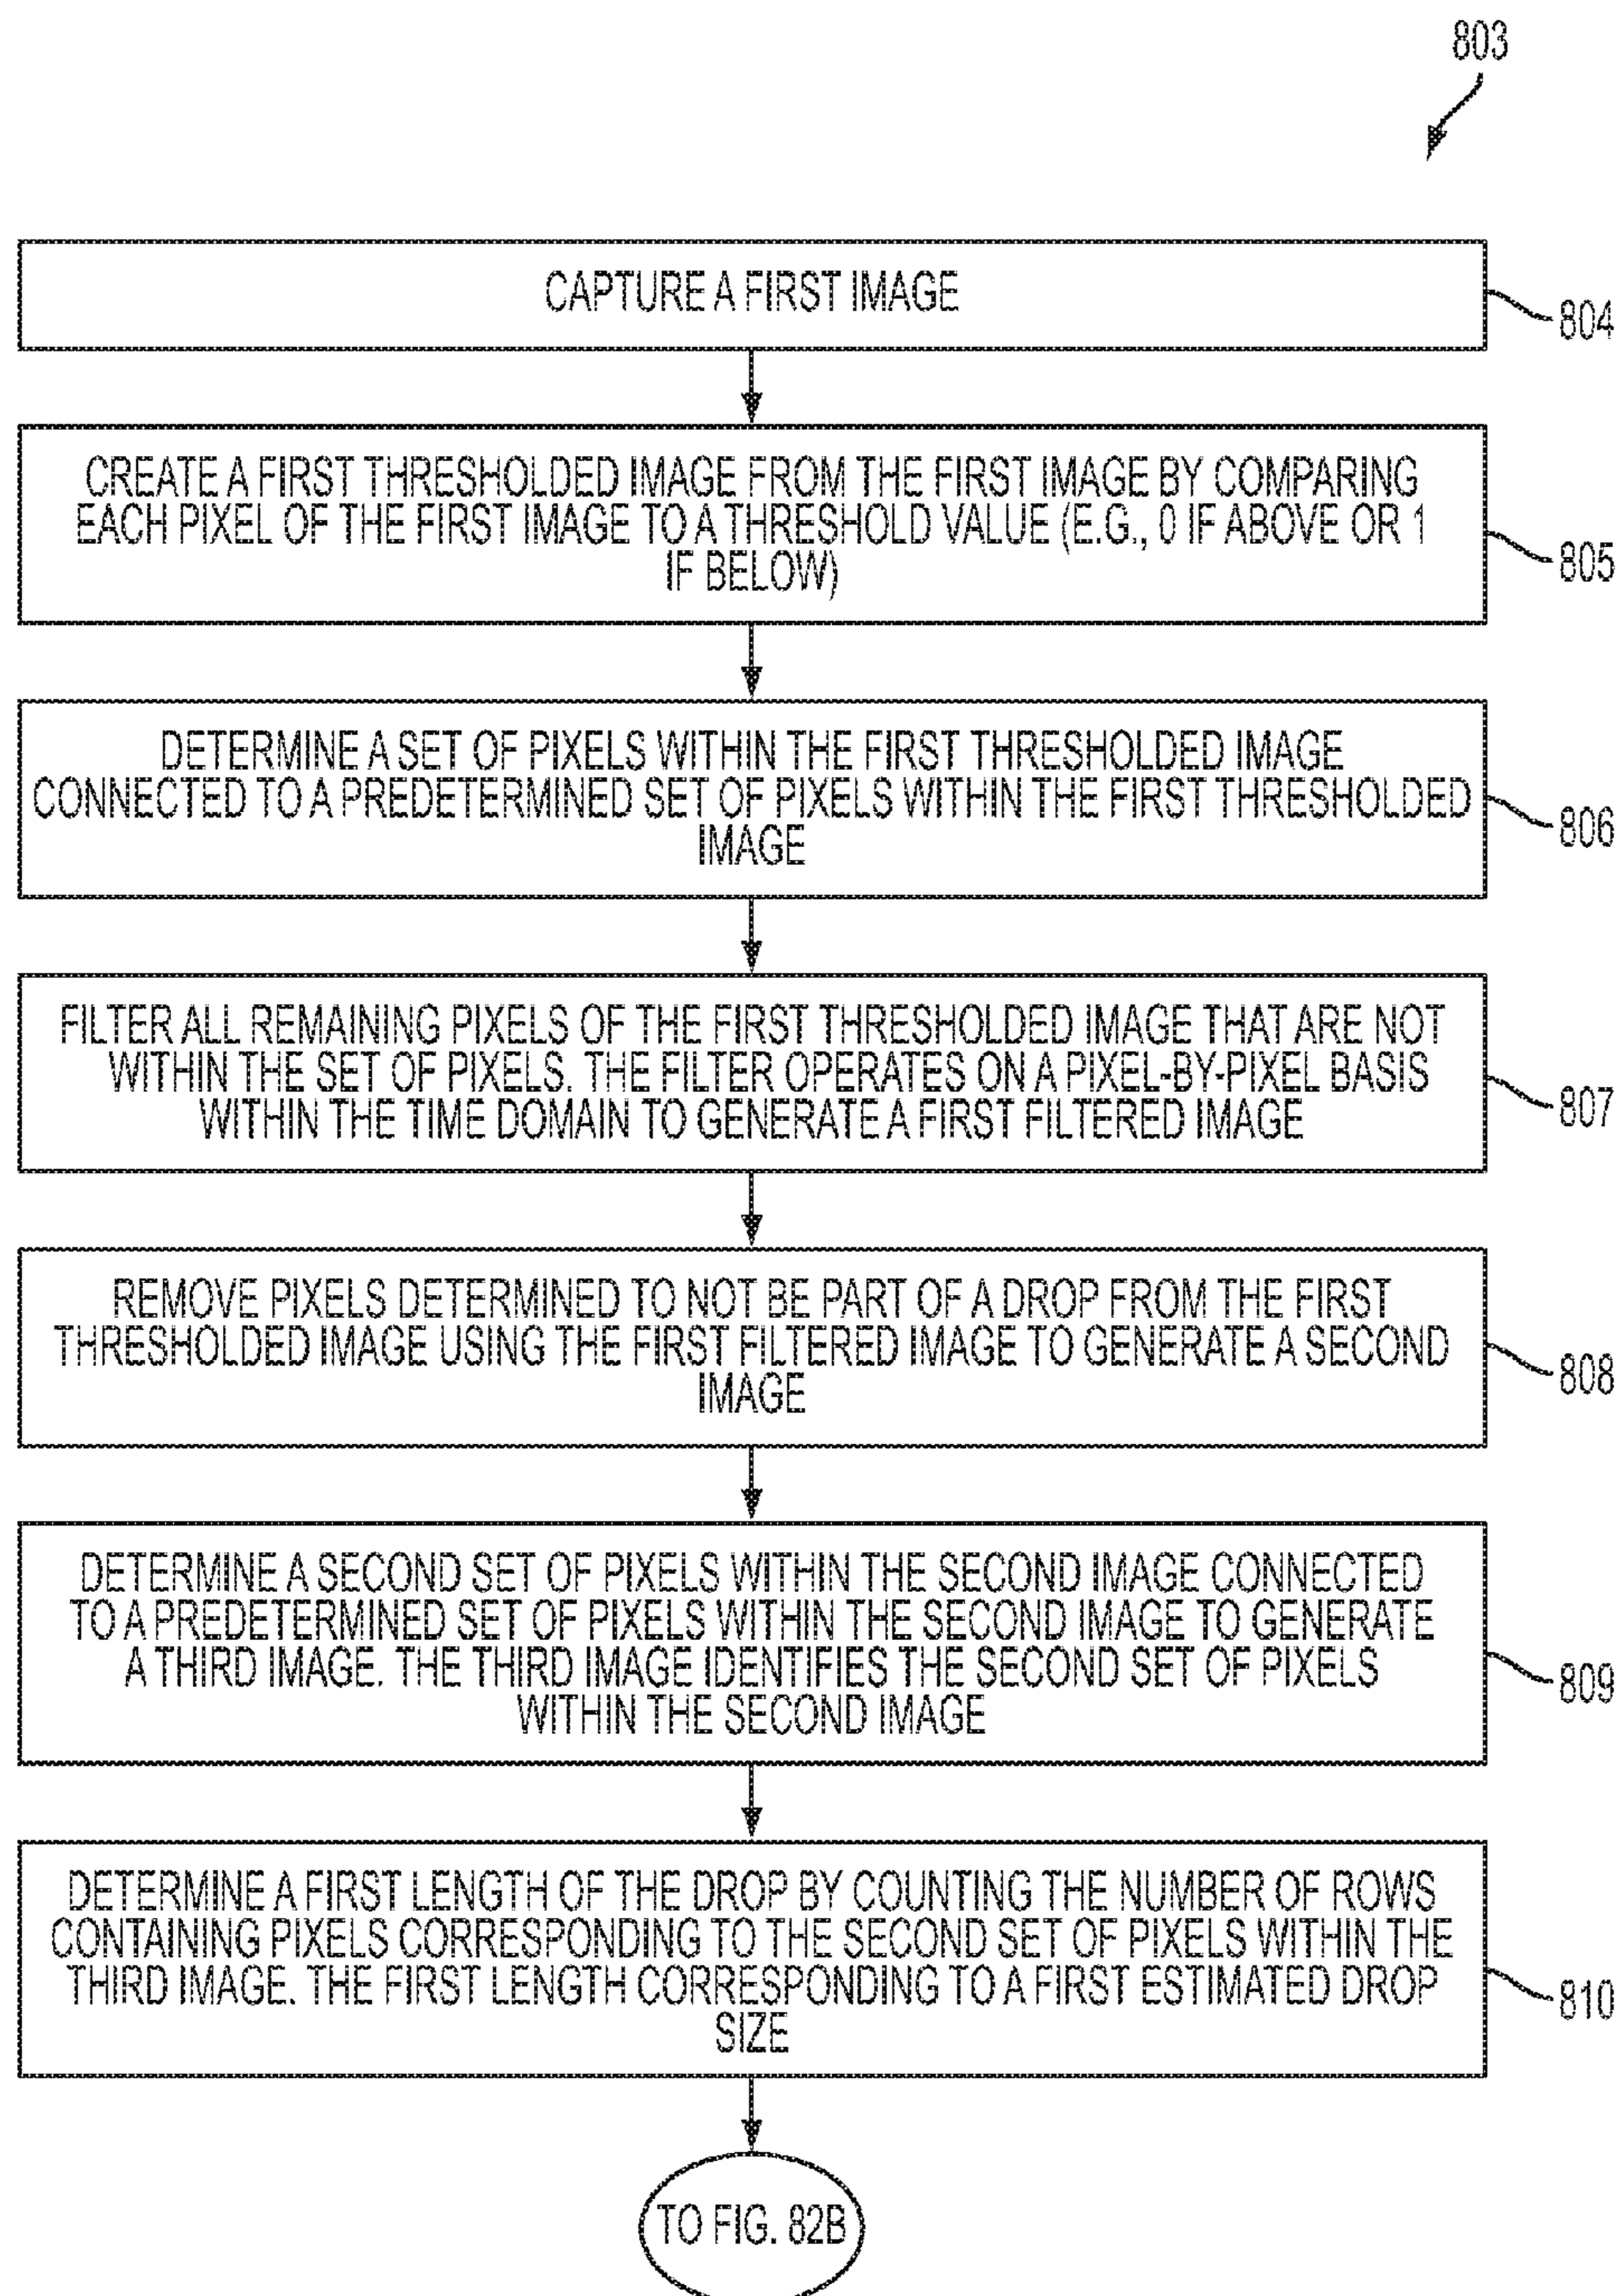 803
CAPTURE A FIRST IMAGE
804
CREATE A FIRST THRESHOLDED IMAGE FROM THE FIRST IMAGE BY COMPARING
EACH PIXEL OF THE FIRST IMAGE TO A THRESHOLD VALUE (E.G., 0 IF ABOVE OR 1
IF BELOW)
805
DETERMINE A SET OF PIXELS WITHIN THE FIRST THRESHOLDED IMAGE
CONNECTED TO A PREDETERMINED SET OF PIXELS WITHIN THE FIRST THRESHOLDED
IMAGE
806
FILTER ALL REMAINING PIXELS OF THE FIRST THRESHOLDED IMAGE THAT ARE NOT
WITHIN THE SET OF PIXELS. THE FILTER OPERATES ON A PIXEL-BY-PIXEL BASIS
WITHIN THE TIME DOMAIN TO GENERATE A FIRST FILTERED IMAGE
807
REMOVE PIXELS DETERMINED TO NOT BE PART OF A DROP FROM THE FIRST
THRESHOLDED IMAGE USING THE FIRST FILTERED IMAGE TO GENERATE A SECOND
IMAGE
808
DETERMINE A SECOND SET OF PIXELS WITHIN THE SECOND IMAGE CONNECTED
TO A PREDETERMINED SET OF PIXELS WITHIN THE SECOND IMAGE TO GENERATE
A THIRD IMAGE. THE THIRD IMAGE IDENTIFIES THE SECOND SET OF PIXELS
WITHIN THE SECOND IMAGE
809
DETERMINE A FIRST LENGTH OF THE DROP BY COUNTING THE NUMBER OF ROWS
CONTAINING PIXELS CORRESPONDING TO THE SECOND SET OF PIXELS WITHIN THE
THIRD IMAGE. THE FIRST LENGTH CORRESPONDING TO A FIRST ESTIMATED DROP
SIZE
810
TO FIG. 82B